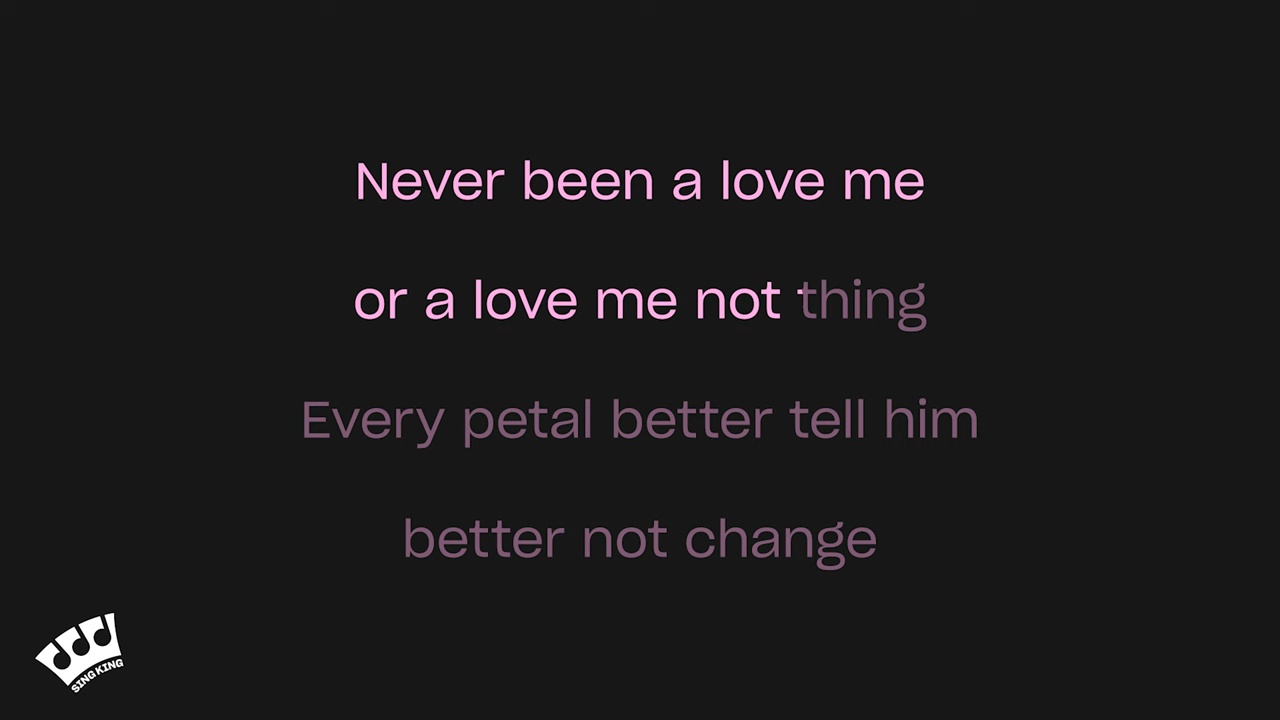 Never been a love me
or a love me not thing
Every petal better tell him
better not change
SING KING